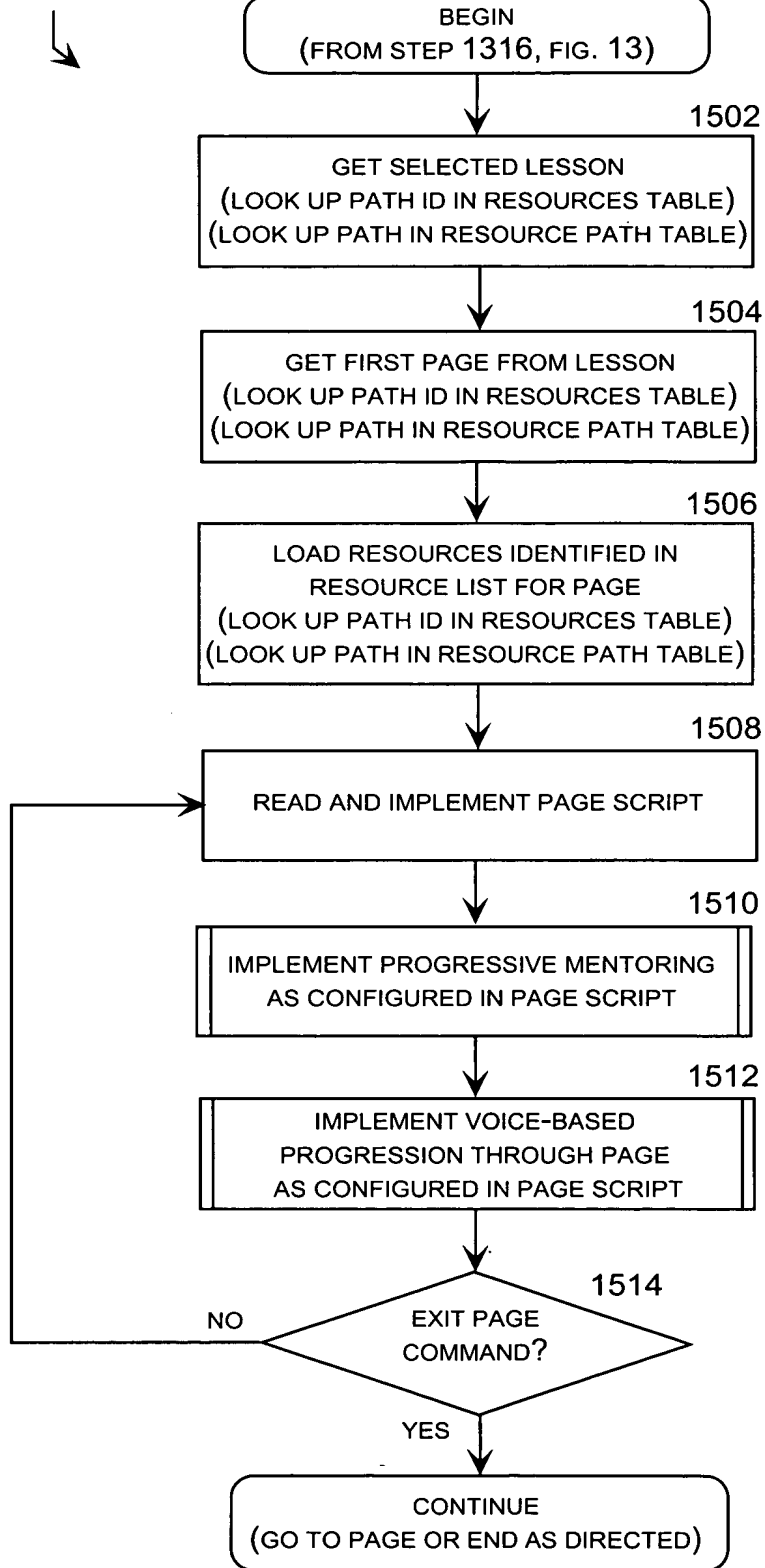 BEGIN
(FROM STEP 1316, FIG. 13)
1502
GET SELECTED LESSON
(LOOK UP PATH ID IN RESOURCES TABLE)
(LOOK UP PATH IN RESOURCE PATH TABLE)
1504
GET FIRST PAGE FROM LESSON
(LOOK UP PATH ID IN RESOURCES TABLE)
(LOOK UP PATH IN RESOURCE PATH TABLE)
1506
LOAD RESOURCES IDENTIFIED IN
RESOURCE LIST FOR PAGE
(LOOK UP PATH ID IN RESOURCES TABLE)
(LOOK UP PATH IN RESOURCE PATH TABLE)
1508
READ AND IMPLEMENT PAGE SCRIPT
1510
IMPLEMENT PROGRESSIVE MENTORING
AS CONFIGURED IN PAGE SCRIPT
1512
IMPLEMENT VOICE-BASED
PROGRESSION THROUGH PAGE
AS CONFIGURED IN PAGE SCRIPT
1514
NO
EXIT PAGE
COMMAND?
YES
CONTINUE
(GO TO PAGE OR END AS DIRECTED)